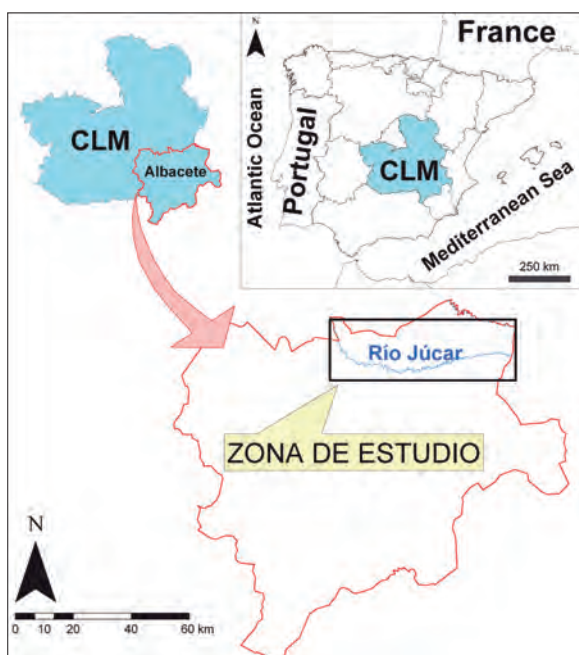 CLM
Albacete
N
France
Atlantic Ocean
Portugal
CLM
Mediterranean Sea
250 km
Río Júcar
ZONA DE ESTUDIO
N
0 10 20 40 60 km